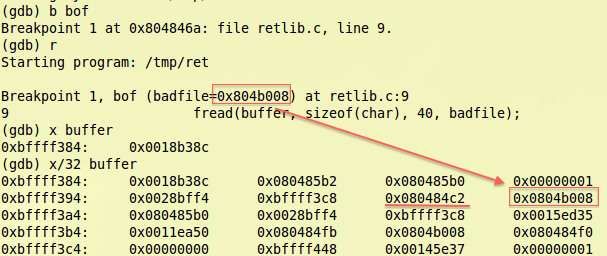 (gdb) b bof
Breakpoint 1 at 0x804846a: file retlib.c, line 9.
(gdb) r
Starting program: /tmp/ret
Breakpoint 1, bof (badfile=0x804b008) at retlib.c:9
9 fread(buffer, sizeof(char), 40, badfile);
(gdb) x buffer
0xbffff384: 0x0018b38c
(gdb) x/32 buffer
0xbffff384: 0x0018b38c 0x080485b2 0x080485b0 0x00000001
0xbffff394: 0x0028bff4 0xbffff3c8 0x080484c2 0x0804b008
0xbffff3a4: 0x080485b0 0x0028bff4 0xbffff3c8 0x0015ed35
0xbffff3b4: 0x0011ea50 0x080484fb 0x0804b008 0x080484f0
0xbffff3c4: 0x00000000 0xbffff448 0x00145e37 0x00000001